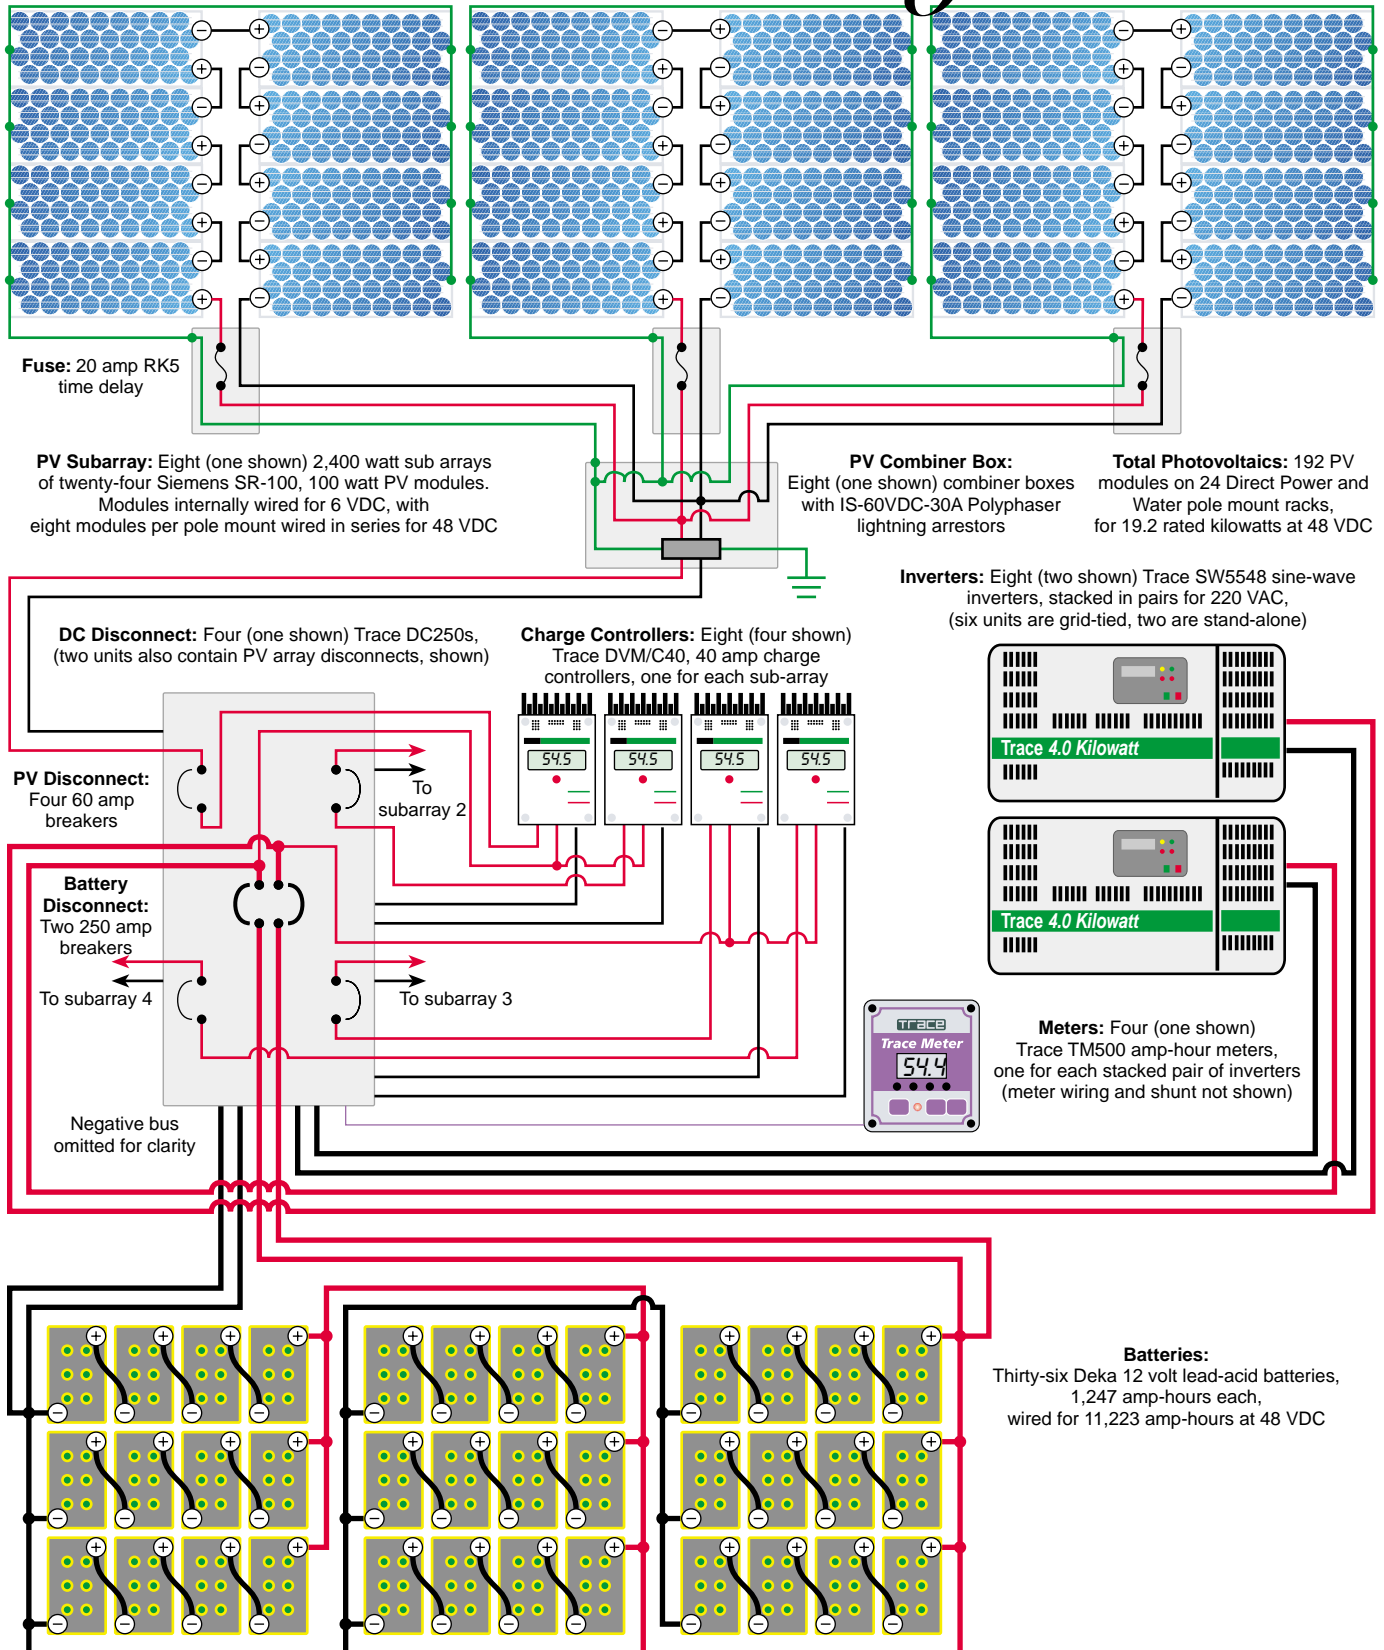 Fuse: 20 amp RK5
time delay
PV Subarray: Eight (one shown) 2,400 watt sub arrays
of twenty-four Siemens SR-100, 100 watt PV modules.
Modules internally wired for 6 VDC, with
eight modules per pole mount wired in series for 48 VDC
PV Combiner Box:
Eight (one shown) combiner boxes
with IS-60VDC-30A Polyphaser
lightning arrestors
Total Photovoltaics: 192 PV
modules on 24 Direct Power and
Water pole mount racks,
for 19.2 rated kilowatts at 48 VDC
Inverters: Eight (two shown) Trace SW5548 sine-wave
inverters, stacked in pairs for 220 VAC,
(six units are grid-tied, two are stand-alone)
DC Disconnect: Four (one shown) Trace DC250s,
(two units also contain PV array disconnects, shown)
Charge Controllers: Eight (four shown)
Trace DVM/C40, 40 amp charge
controllers, one for each sub-array
54.5
54.5
54.5
54.5
Trace 4.0 Kilowatt
PV Disconnect:
Four 60 amp
breakers
To
subarray 2
Battery
Disconnect:
Two 250 amp
breakers
Trace 4.0 Kilowatt
To subarray 4
To subarray 3
Trace
Trace Meter
54.4
Meters: Four (one shown)
Trace TM500 amp-hour meters,
one for each stacked pair of inverters
(meter wiring and shunt not shown)
Negative bus
omitted for clarity
Batteries:
Thirty-six Deka 12 volt lead-acid batteries,
1,247 amp-hours each,
wired for 11,223 amp-hours at 48 VDC